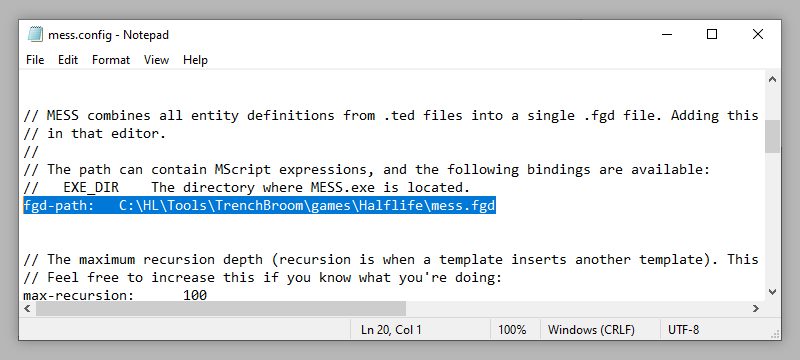 mess.config - Notepad
File Edit Format View Help
// MESS combines all entity definitions from .ted files into a single .fgd file. Adding this
// in that editor.
//
// The path can contain MScript expressions, and the following bindings are available:
//   EXE_DIR    The directory where MESS.exe is located.
fgd-path:   C:\HL\Tools\TrenchBroom\games\Halflife\mess.fgd
// The maximum recursion depth (recursion is when a template inserts another template). This
// Feel free to increase this if you know what you're doing:
max-recursion:      100
Ln 20, Col 1 100% Windows (CRLF) UTF-8